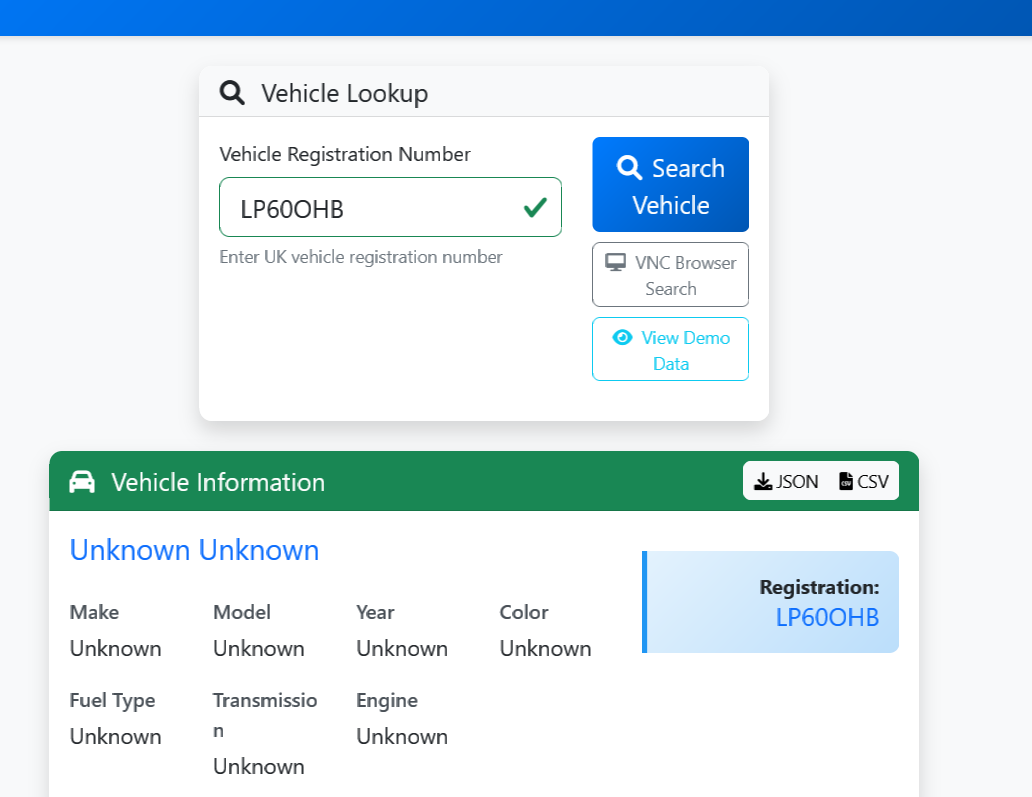 Vehicle Lookup
Vehicle Registration Number
LP60OHB
Enter UK vehicle registration number
Search
Vehicle
VNC Browser
Search
View Demo
Data
Vehicle Information
JSON
CSV
Unknown Unknown
Registration:
LP60OHB
Make
Model
Year
Color
Unknown
Unknown
Unknown
Unknown
Fuel Type
Transmissio
n
Engine
Unknown
Unknown
Unknown